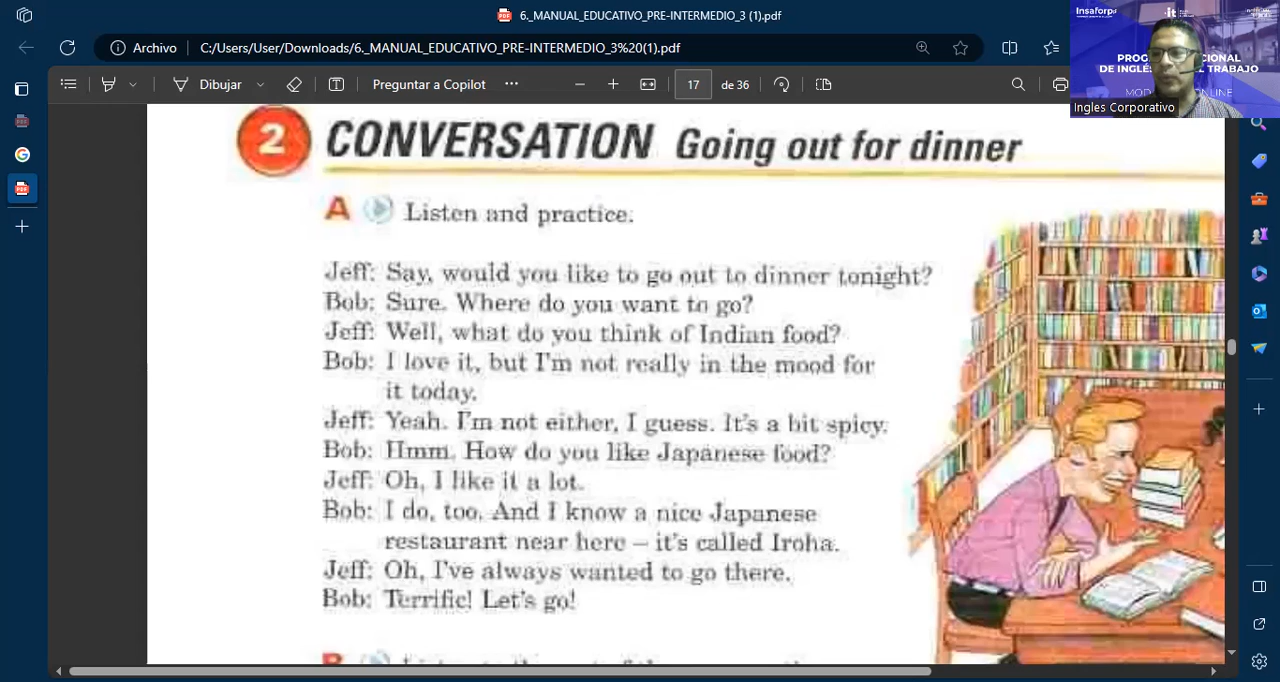 6._MANUAL_EDUCATIVO_PRE-INTERMEDIO_3 (1).pdf
Archivo
C:/Users/User/Downloads/6._MANUAL_EDUCATIVO_PRE-INTERMEDIO_3%20(1).pdf
Dibujar
Preguntar a Copilot
17
de 36
Insaforp
DE INGLÉS
TRABAJO
Ingles Corporativo
2 CONVERSATION Going out for dinner
A Listen and practice.
Jeff: Say, would you like to go out to dinner tonight?
Bob: Sure. Where do you want to go?
Jeff: Well, what do you think of Indian food?
Bob: I love it, but I'm not really in the mood for
it today.
Jeff: Yeah. I'm not either, I guess. It's a bit spicy.
Bob: Hmm. How do you like Japanese food?
Jeff: Oh, I like it a lot.
Bob: I do, too. And I know a nice Japanese
restaurant near here – it's called Iroha.
Jeff: Oh, I've always wanted to go there.
Bob: Terrific! Let's go!